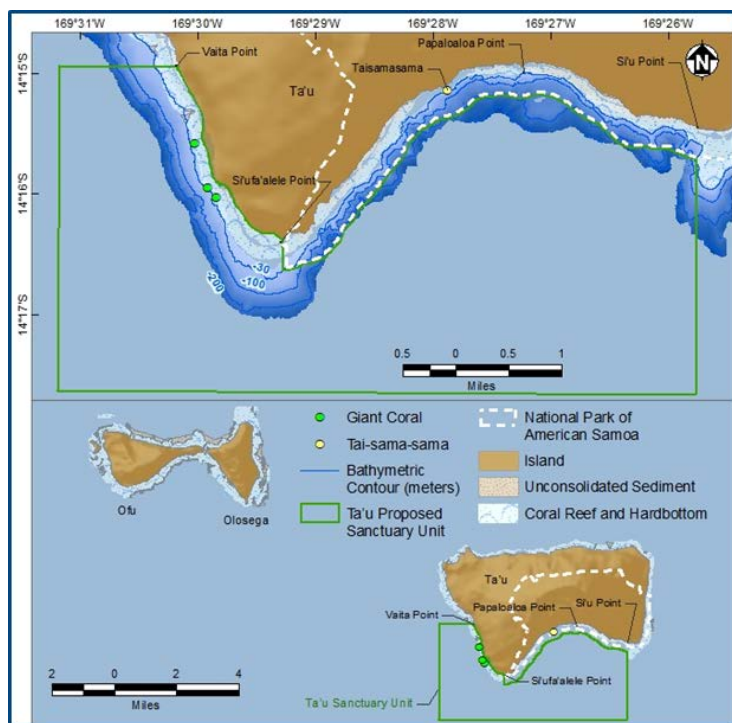 169°31'W
169°30'W
169°29'W
169°28'W
169°27'W
169°26'W
14°15'S
14°16'S
14°17'S
Vaita Point
Ta'u
Taisamasama
Papaloaloa Point
Si'u Point
N
Si'ufa'alele Point
-30
-100
-200
0.5 0 0.5 1
Miles
Giant Coral
Tai-sama-sama
Bathymetric
Contour (meters)
Ta'u Proposed
Sanctuary Unit
National Park of
American Samoa
Island
Unconsolidated Sediment
Coral Reef and Hardbottom
Ofu
Olosega
Ta'u
Papaloaloa Point
Si'u Point
Vaita Point
Si'ufa'alele Point
Ta'u Sanctuary Unit
2 0 2 4
Miles